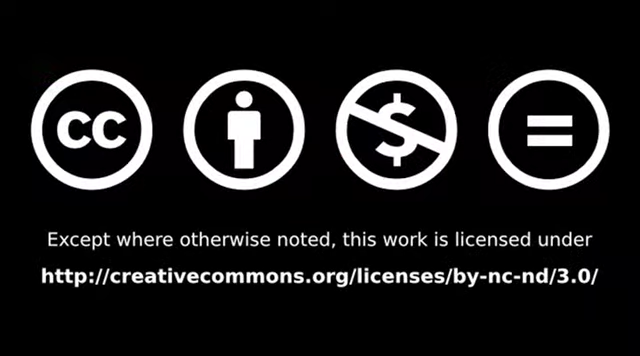 cc
$
=
Except where otherwise noted, this work is licensed under
http://creativecommons.org/licenses/by-nc-nd/3.0/